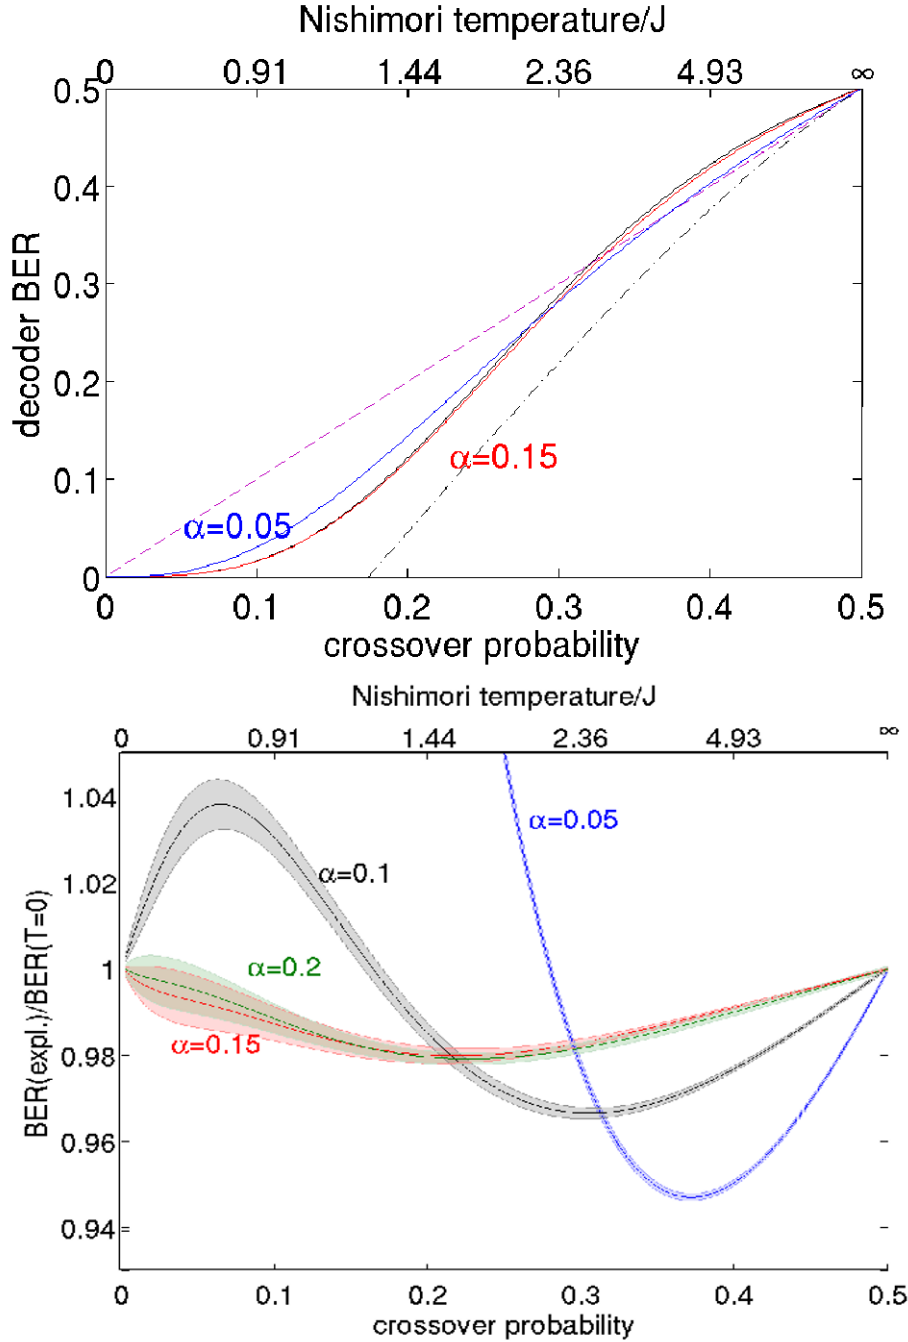 Nishimori temperature/J
0 0.91 1.44 2.36 4.93 ∞
0.5
0.4
decoder BER
0.3
0.2
α=0.15
0.1
α=0.05
0
0 0.1 0.2 0.3 0.4 0.5
crossover probability
Nishimori temperature/J
0 0.91 1.44 2.36 4.93 ∞
1.04
α=0.05
1.02
α=0.1
BER(expl.)/BER(T=0)
1
α=0.2
α=0.15
0.98
0.96
0.94
0 0.1 0.2 0.3 0.4 0.5
crossover probability